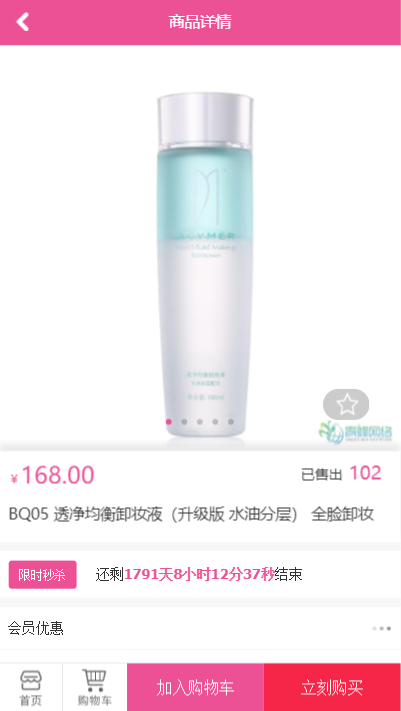 商品详情
¥168.00
已售出 102
BQ05 透净均衡卸妆液（升级版 水油分层） 全脸卸妆
限时秒杀 还剩1791天8小时12分37秒结束
会员优惠
首页 购物车 加入购物车 立刻购买